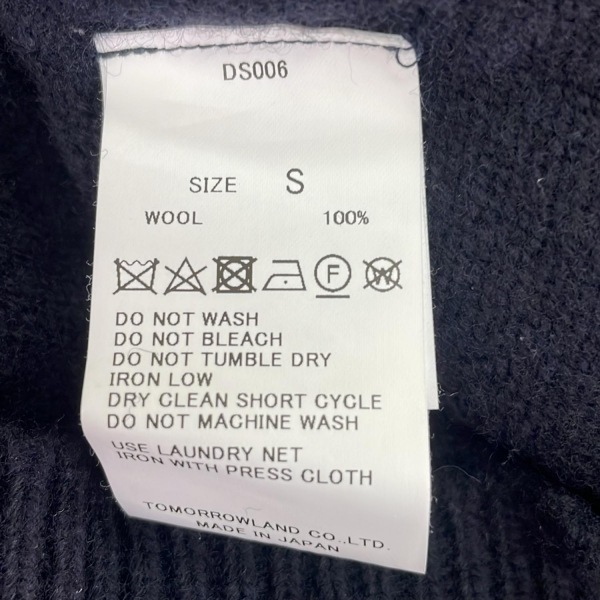 DS006
SIZE S
WOOL 100%
F W
DO NOT WASH
DO NOT BLEACH
DO NOT TUMBLE DRY
IRON LOW
DRY CLEAN SHORT CYCLE
DO NOT MACHINE WASH
USE LAUNDRY NET
IRON WITH PRESS CLOTH
TOMORROWLAND CO.,LTD.
MADE IN JAPAN